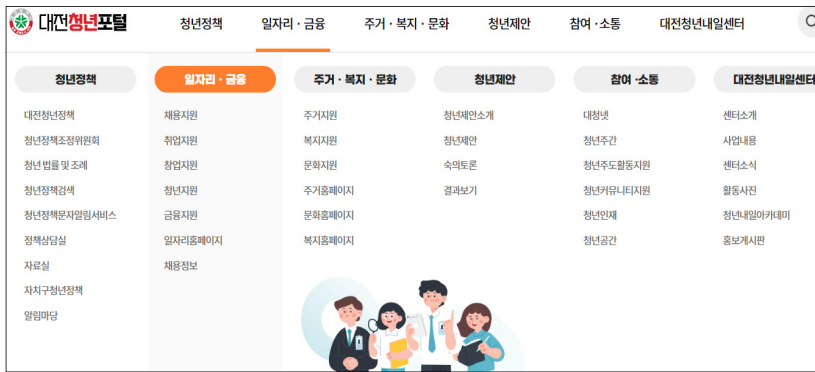 대전청년포털
청년정책 일자리 · 금융 주거 · 복지 · 문화 청년제안 참여 · 소통 대전청년내일센터
청년정책
대전청년정책
청년정책조정위원회
청년 법률 및 조례
청년정책검색
청년정책문자알림서비스
정책상담실
자료실
자치구청년정책
알림마당
일자리 · 금융
채용지원
취업지원
창업지원
청년지원
금융지원
일자리홈페이지
채용정보
주거 · 복지 · 문화
주거지원
복지지원
문화지원
주거홈페이지
문화홈페이지
복지홈페이지
청년제안
청년제안소개
청년제안
숙의토론
결과보기
참여 ·소통
대청넷
청년주간
청년주도활동지원
청년커뮤니티지원
청년인재
청년공간
대전청년내일센터
센터소개
사업내용
센터소식
활동사진
청년내일아카데미
홍보게시판